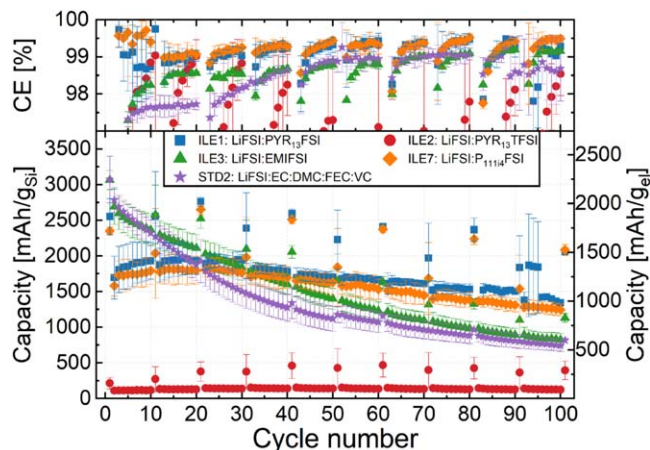 100
99
98
CE [%]
ILE1: LiFSI:PYR₁₃FSI
ILE2: LiFSI:PYR₁₃TFSI
ILE3: LiFSI:EMIFSI
ILE7: LiFSI:P₁₁₁ᵢ₄FSI
STD2: LiFSI:EC:DMC:FEC:VC
3500
3000
2500
2000
1500
1000
500
0
Capacity [mAh/gSi]
2500
2000
1500
1000
500
Capacity [mAh/gel]
0 10 20 30 40 50 60 70 80 90 100
Cycle number